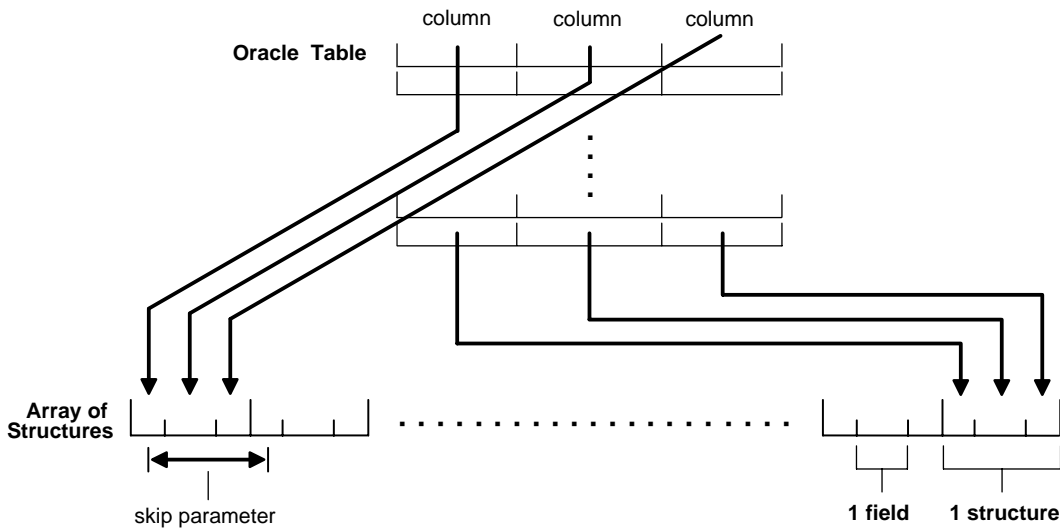 column column column
Oracle Table
Array of
Structures
skip parameter
1 field
1 structure